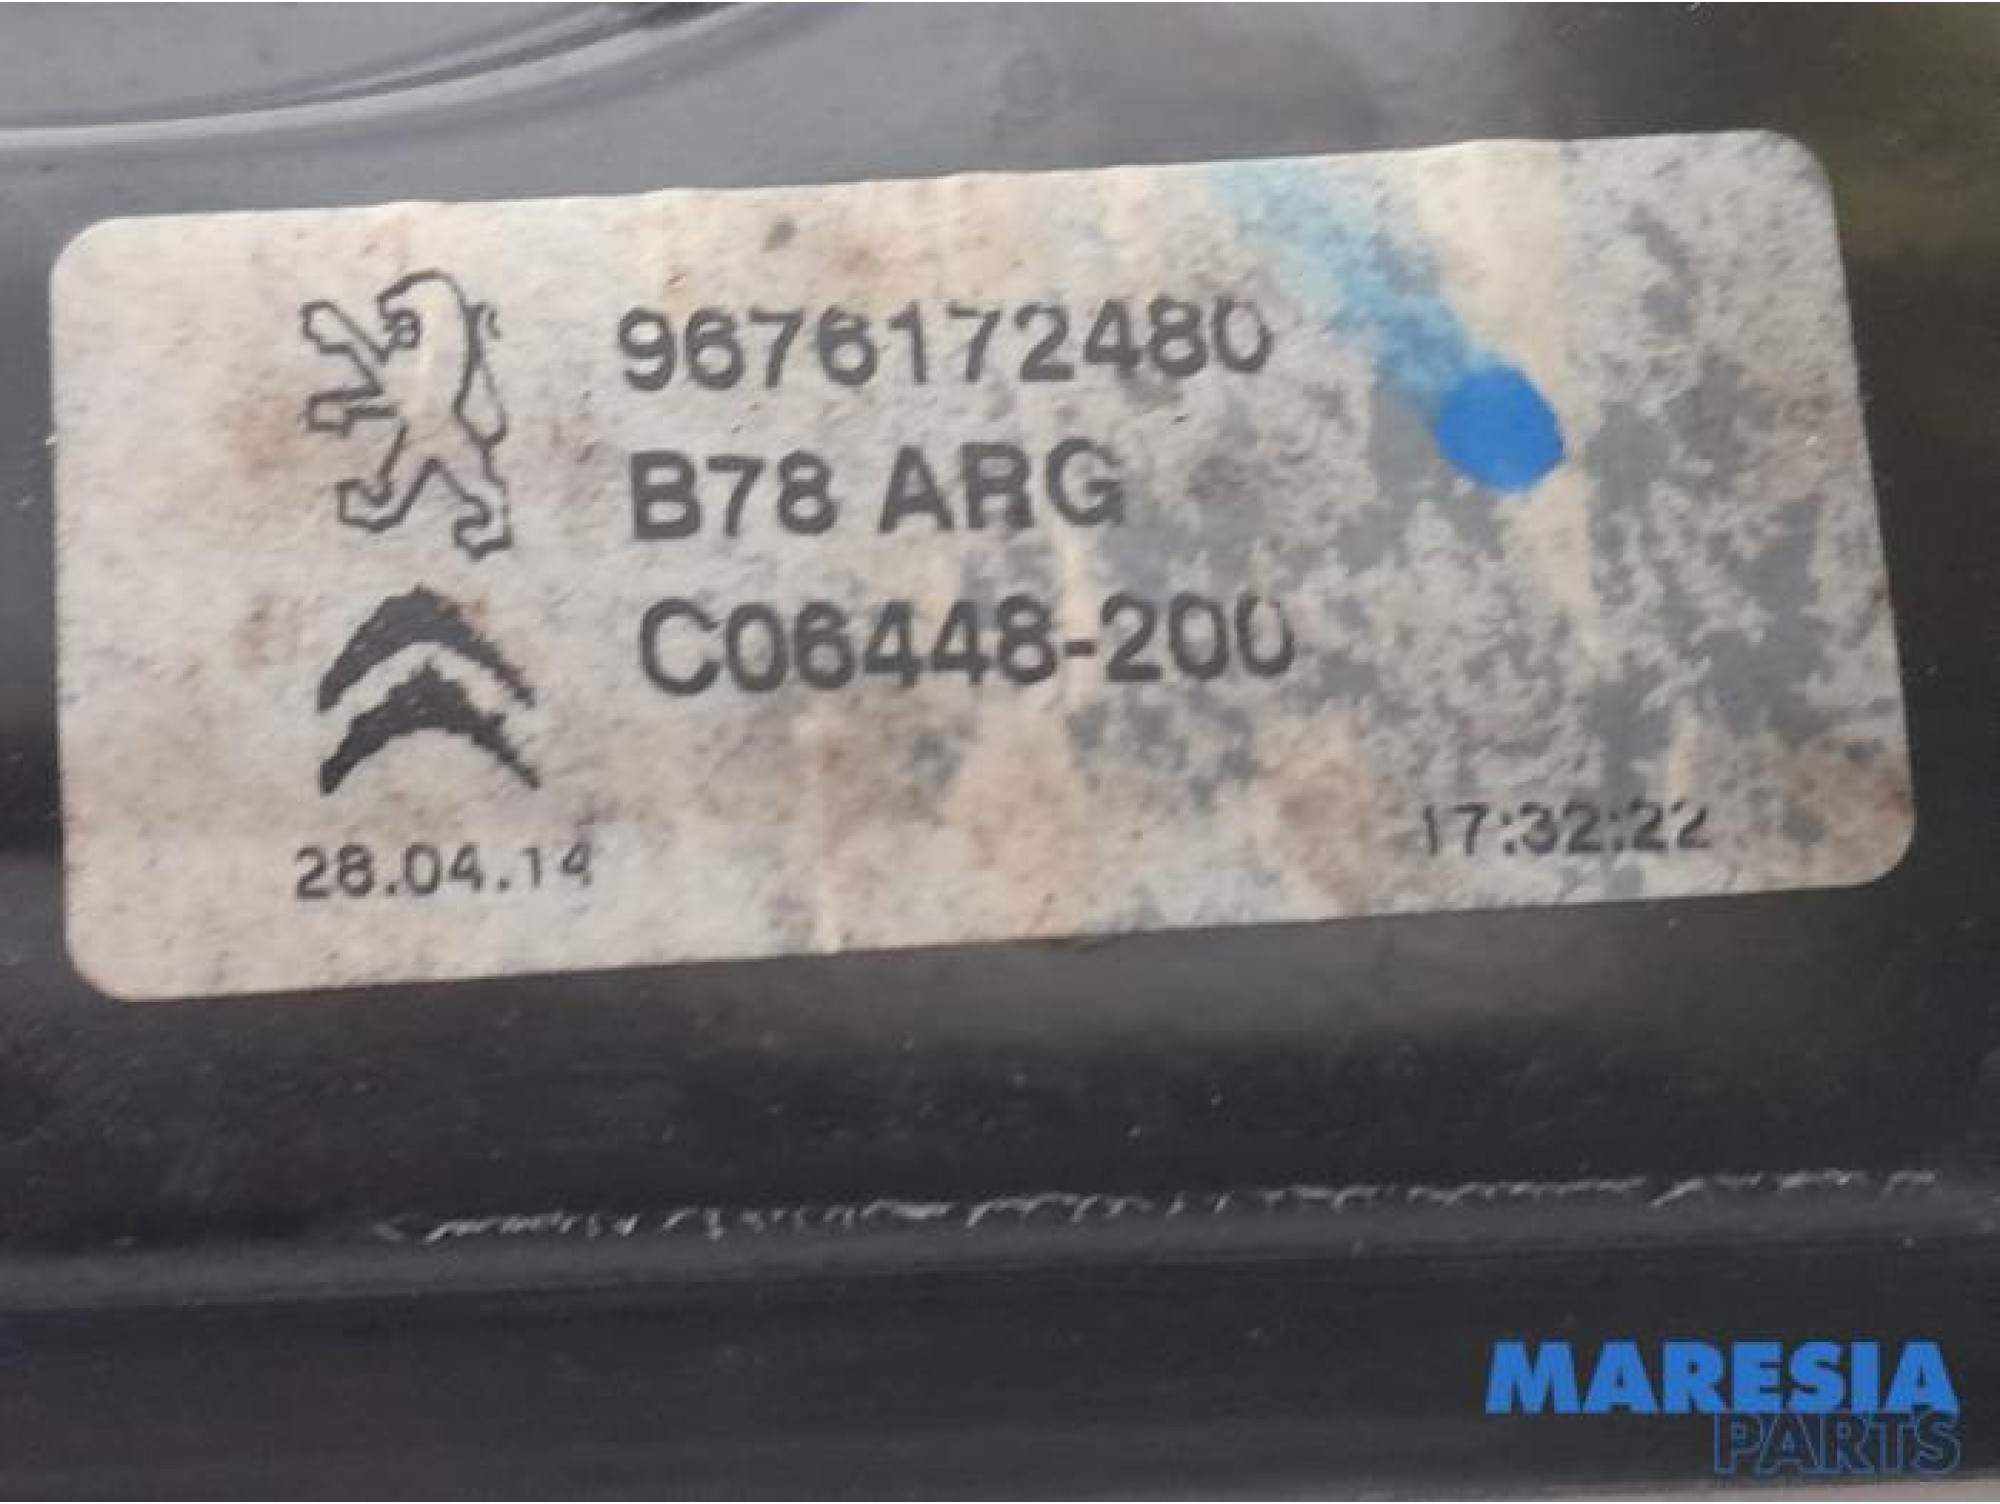 9676172480
B78 ARG
C06448-200
28.04.14
17:32:22
MARESIA
PARTS